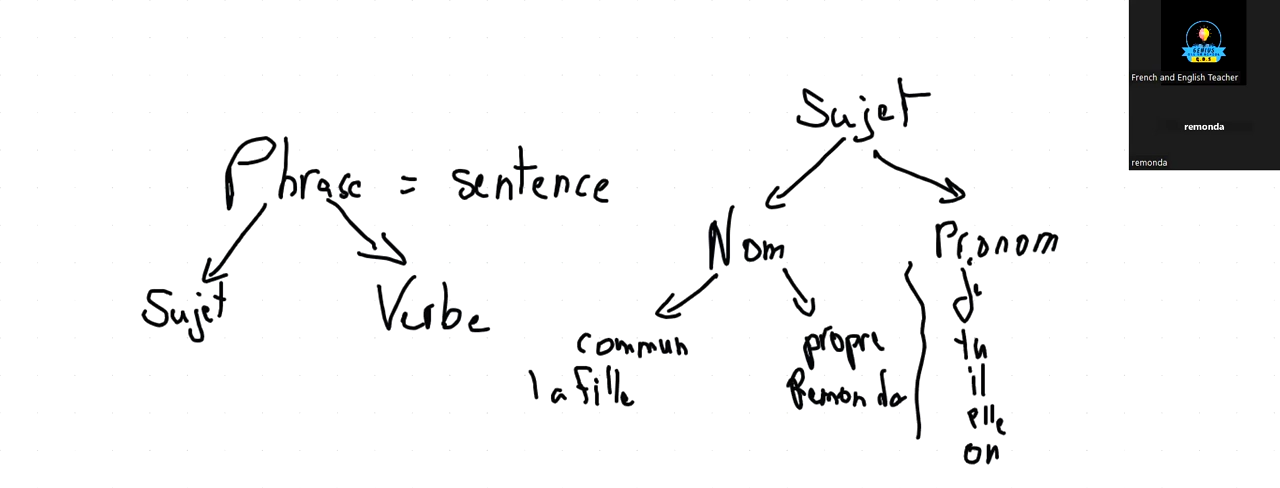 Phrase = sentence
Sujet
Verbe
Sujet
Nom
Pronom
commun
la fille
propre
Remonda
je
tu
il
elle
on
GENIUS
G.B.S
French and English Teacher
remonda
remonda